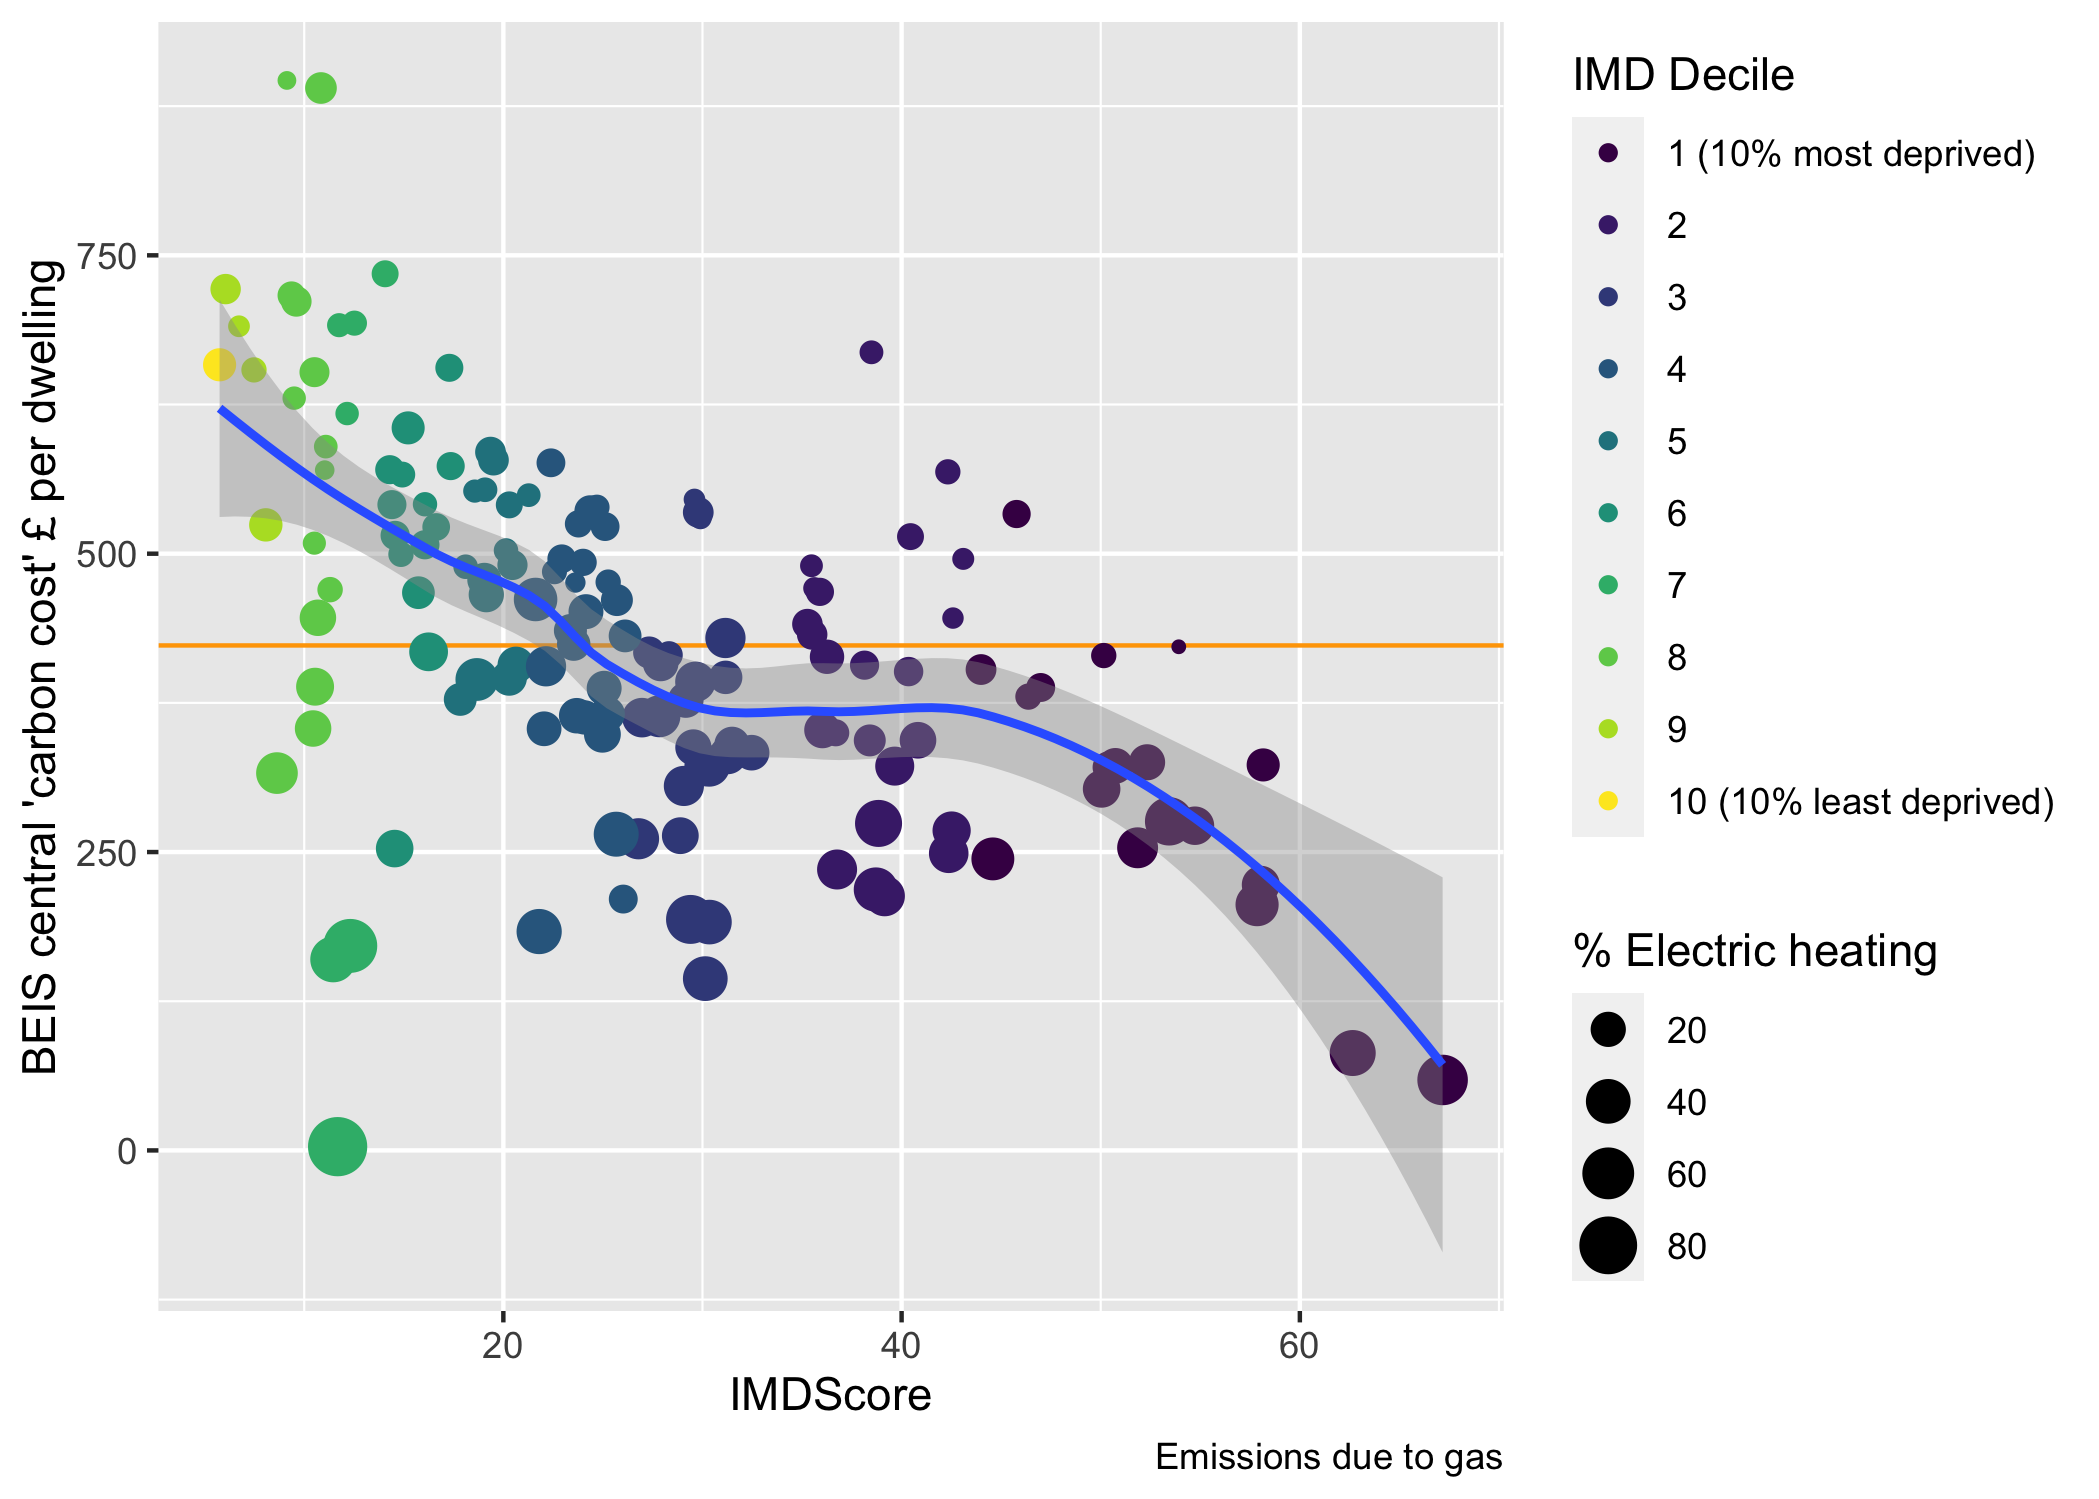 BEIS central 'carbon cost' £ per dwelling
750
500
250
0
20
40
60
IMDScore
Emissions due to gas
IMD Decile
1 (10% most deprived)
2
3
4
5
6
7
8
9
10 (10% least deprived)
% Electric heating
20
40
60
80